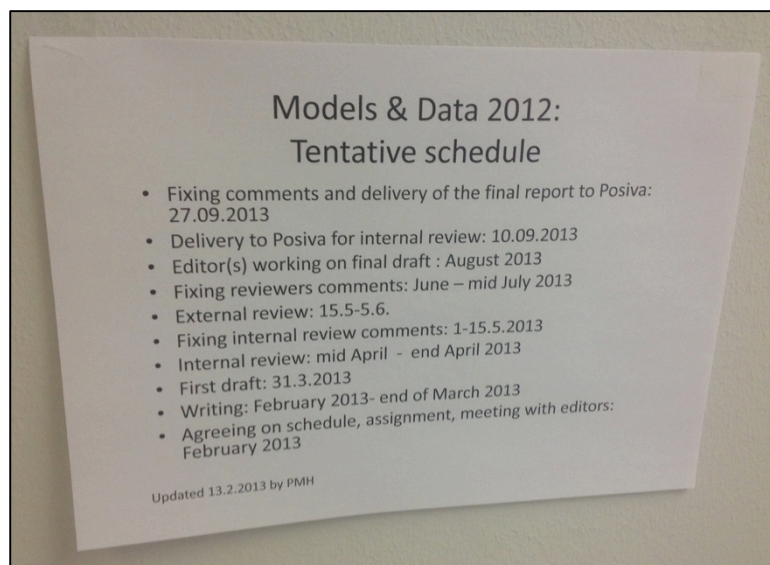 Models & Data 2012:
Tentative schedule
• Fixing comments and delivery of the final report to Posiva:
27.09.2013
• Delivery to Posiva for internal review: 10.09.2013
• Editor(s) working on final draft : August 2013
• Fixing reviewers comments: June – mid July 2013
• External review: 15.5-5.6.
• Fixing internal review comments: 1-15.5.2013
• Internal review: mid April - end April 2013
• First draft: 31.3.2013
• Writing: February 2013- end of March 2013
• Agreeing on schedule, assignment, meeting with editors:
February 2013
Updated 13.2.2013 by PMH